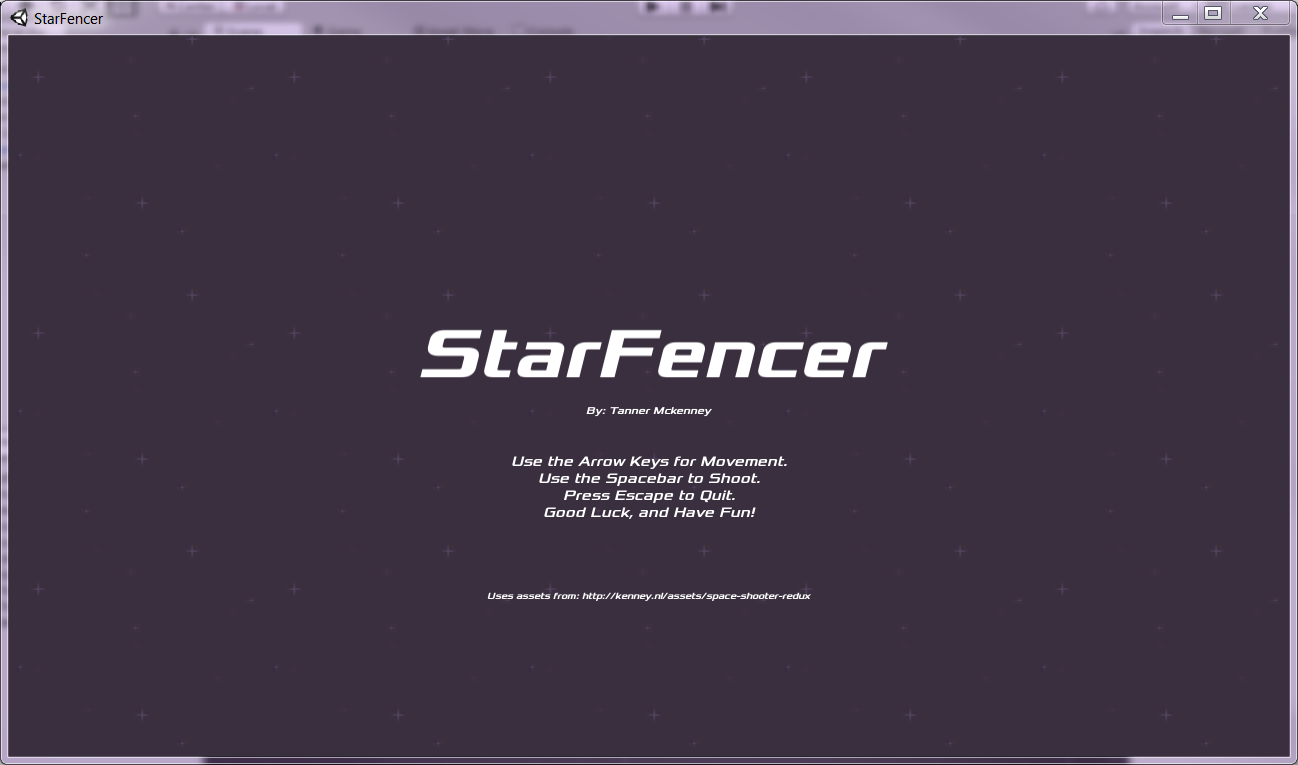 StarFencer
StarFencer
By: Tanner Mckenney
Use the Arrow Keys for Movement.
Use the Spacebar to Shoot.
Press Escape to Quit.
Good Luck, and Have Fun!
Uses assets from: http://kenney.nl/assets/space-shooter-redux